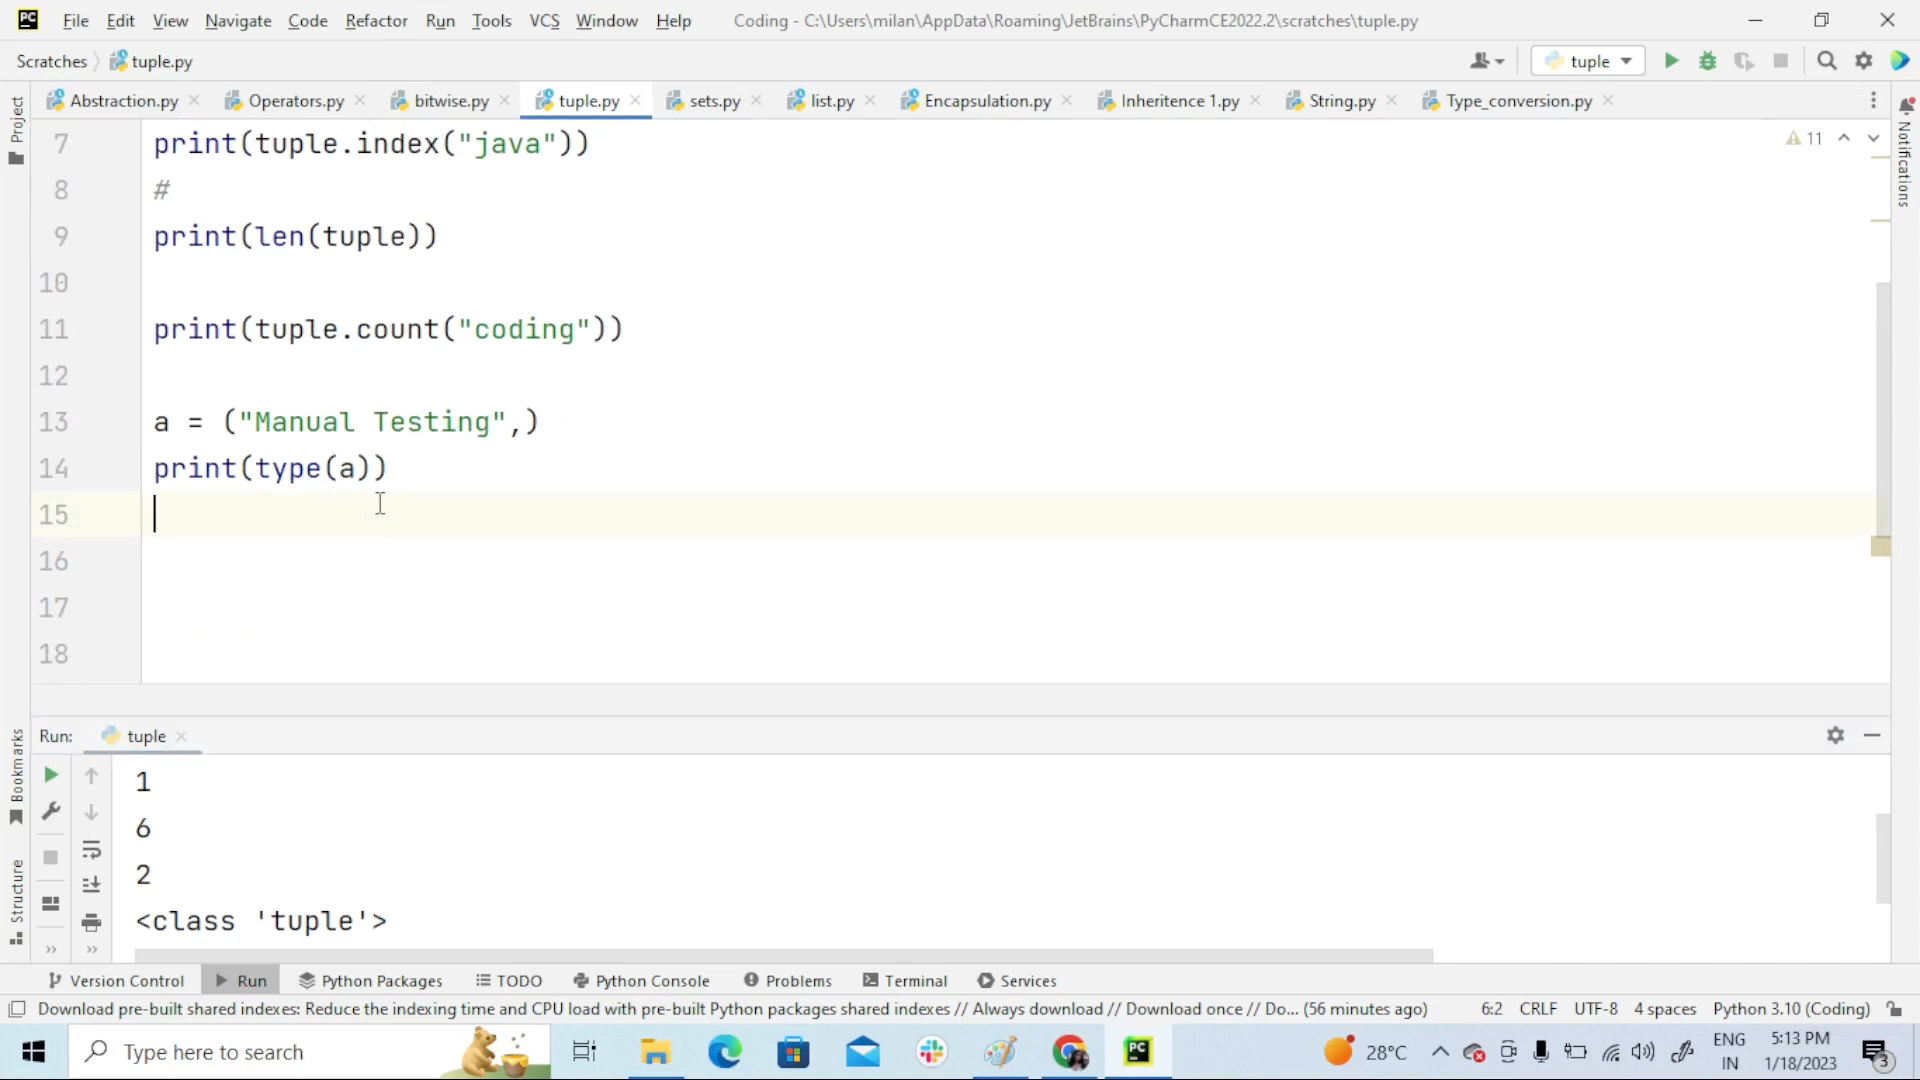 PC File Edit View Navigate Code Refactor Run Tools VCS Window Help Coding - C:\Users\milan\AppData\Roaming\JetBrains\PyCharmCE2022.2\scratches\tuple.py
Scratches tuple.py tuple
Abstraction.py Operators.py bitwise.py tuple.py sets.py list.py Encapsulation.py Inheritence 1.py String.py Type_conversion.py
Project
Notifications
11
7 print(tuple.index("java"))
8 #
9 print(len(tuple))
10
11 print(tuple.count("coding"))
12
13 a = ("Manual Testing",)
14 print(type(a))
15
16
17
18
Bookmarks
Structure
Run: tuple
1
6
2
<class 'tuple'>
Version Control Run Python Packages TODO Python Console Problems Terminal Services
Download pre-built shared indexes: Reduce the indexing time and CPU load with pre-built Python packages shared indexes // Always download // Download once // Do... (56 minutes ago) 6:2 CRLF UTF-8 4 spaces Python 3.10 (Coding)
Type here to search PC 28°C ENG IN 5:13 PM 1/18/2023 3